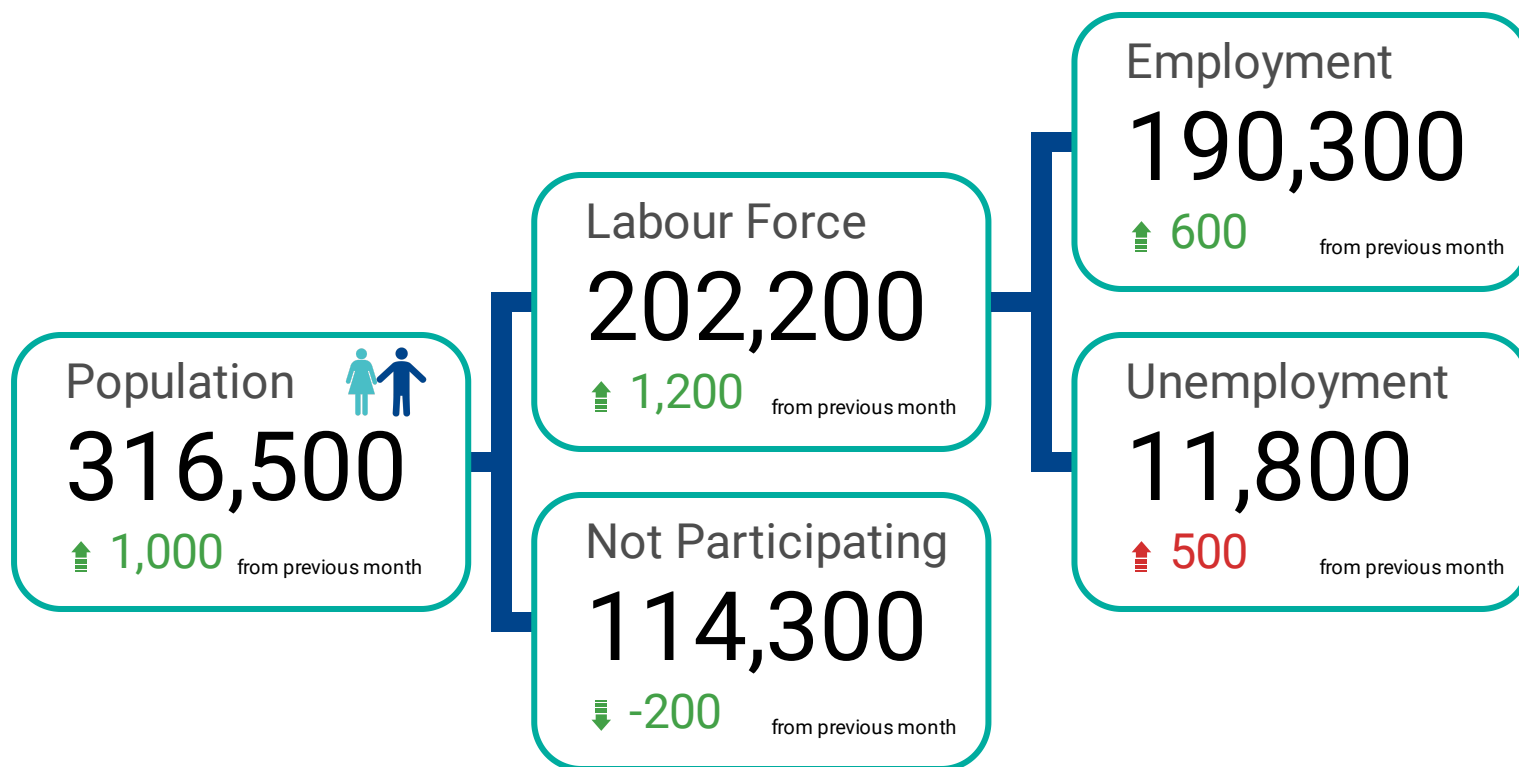 Population
316,500
1,000 from previous month
Labour Force
202,200
1,200 from previous month
Not Participating
114,300
-200 from previous month
Employment
190,300
600 from previous month
Unemployment
11,800
500 from previous month